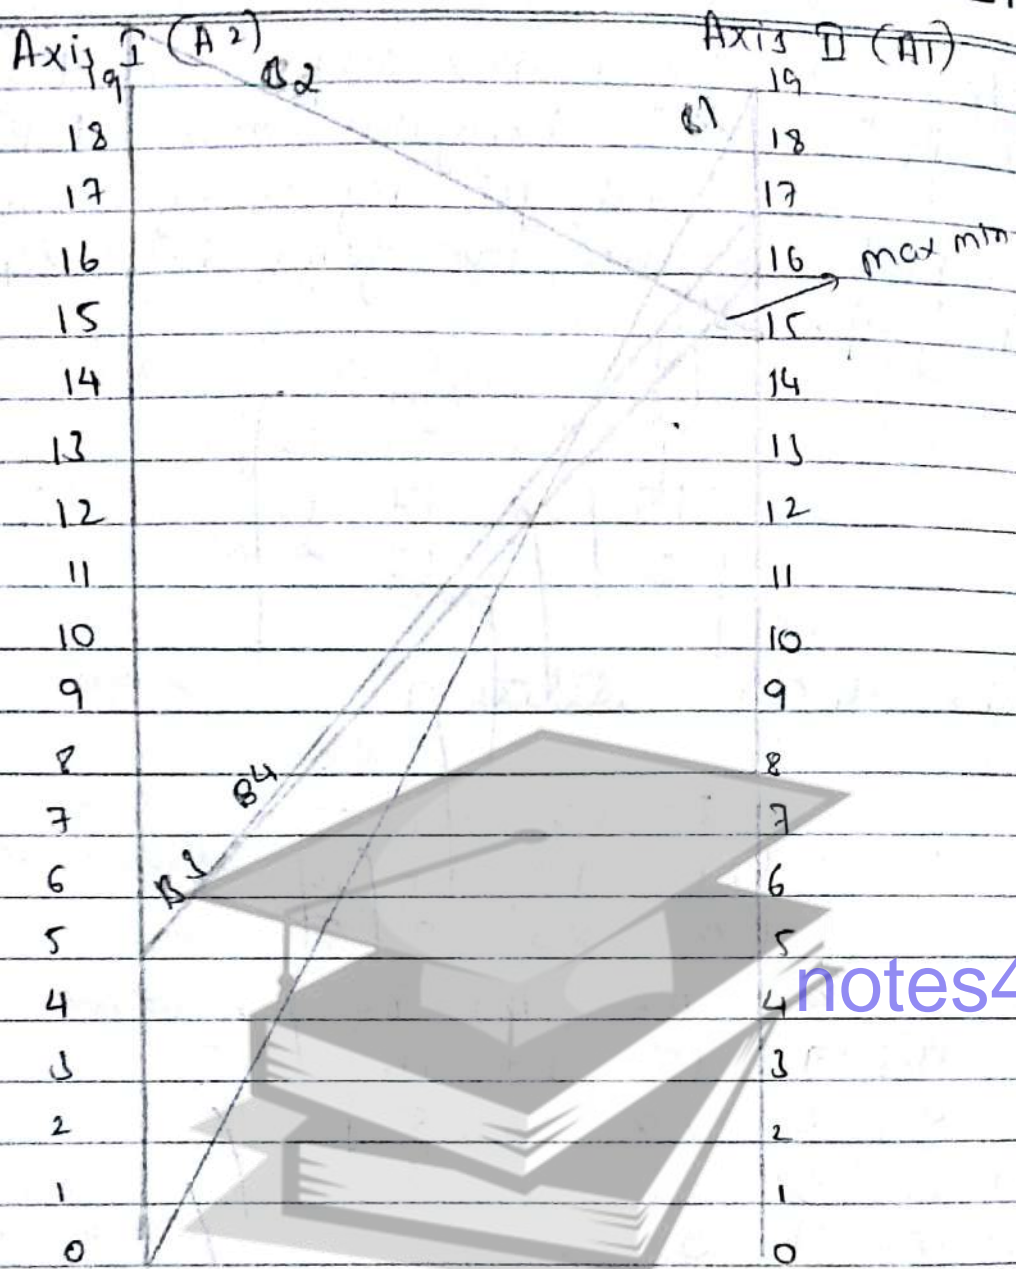 Axis I (A2) Axis II (A1)
19 B2 19
18 B1 18
17 17
16 16 max min
15 15
14 14
13 13
12 12
11 11
10 10
9 9
8 8
B4
7 7
6 B3 6
5 5
4 4 notes4
3 3
2 2
1 1
0 0